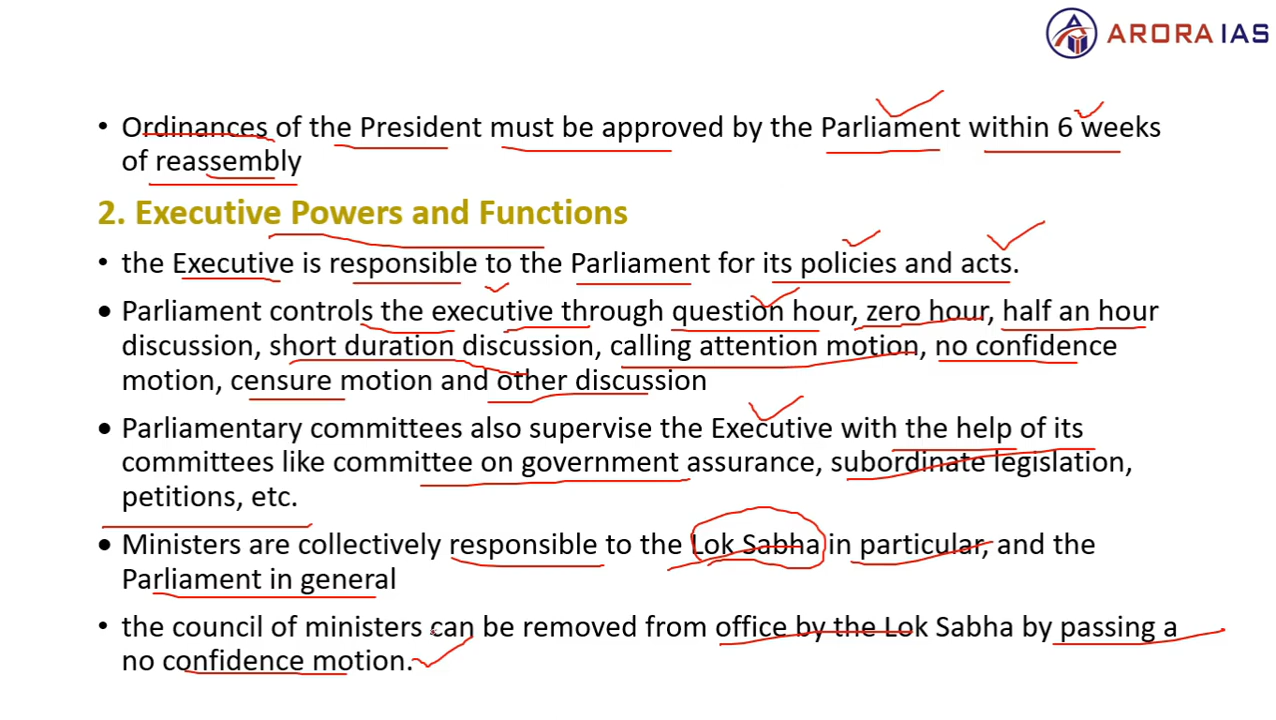 ARORA IAS
• Ordinances of the President must be approved by the Parliament within 6 weeks
of reassembly
2. Executive Powers and Functions
• the Executive is responsible to the Parliament for its policies and acts.
• Parliament controls the executive through question hour, zero hour, half an hour
discussion, short duration discussion, calling attention motion, no confidence
motion, censure motion and other discussion
• Parliamentary committees also supervise the Executive with the help of its
committees like committee on government assurance, subordinate legislation,
petitions, etc.
• Ministers are collectively responsible to the Lok Sabha in particular, and the
Parliament in general
• the council of ministers can be removed from office by the Lok Sabha by passing a
no confidence motion.